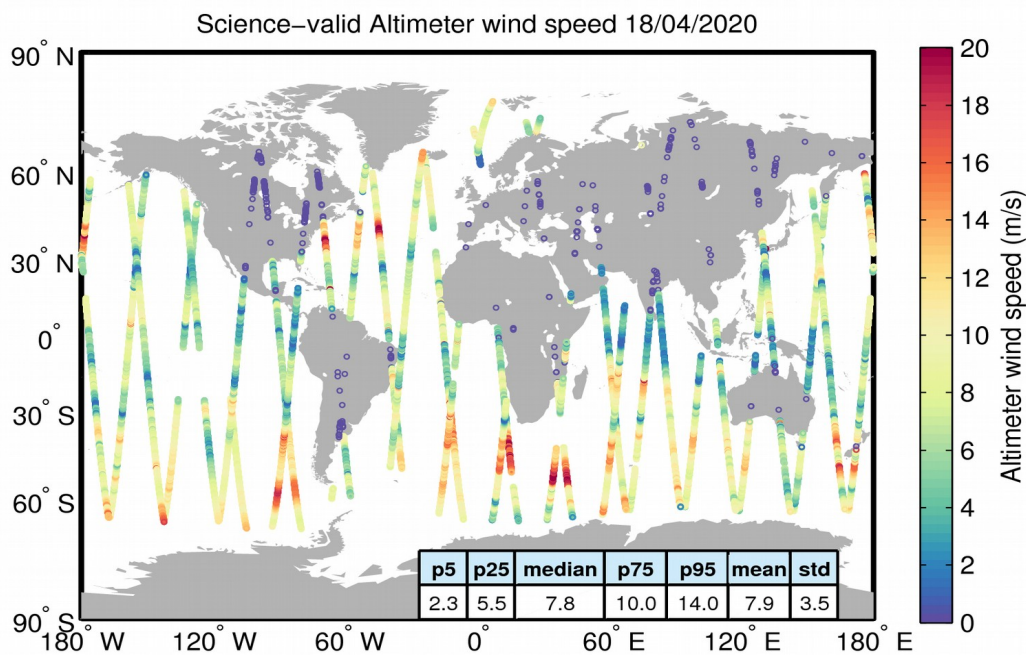 Science-valid Altimeter wind speed 18/04/2020
90° N
60° N
30° N
0°
30° S
60° S
90° S
180° W
120° W
60° W
0°
60° E
120° E
180° E
p5 p25 median p75 p95 mean std
2.3 5.5 7.8 10.0 14.0 7.9 3.5
20
18
16
14
12
10
8
6
4
2
0
Altimeter wind speed (m/s)